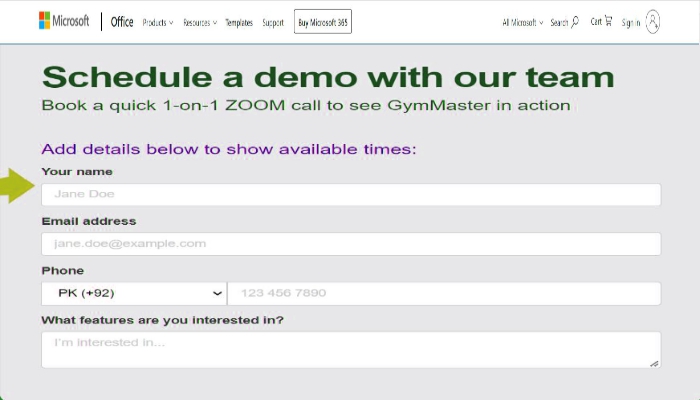 Microsoft Office Products Resources Templates Support Buy Microsoft 365 All Microsoft Search Cart Sign in
Schedule a demo with our team
Book a quick 1-on-1 ZOOM call to see GymMaster in action
Add details below to show available times:
Your name
Jane Doe
Email address
jane.doe@example.com
Phone
PK (+92) 123 456 7890
What features are you interested in?
I'm interested in...